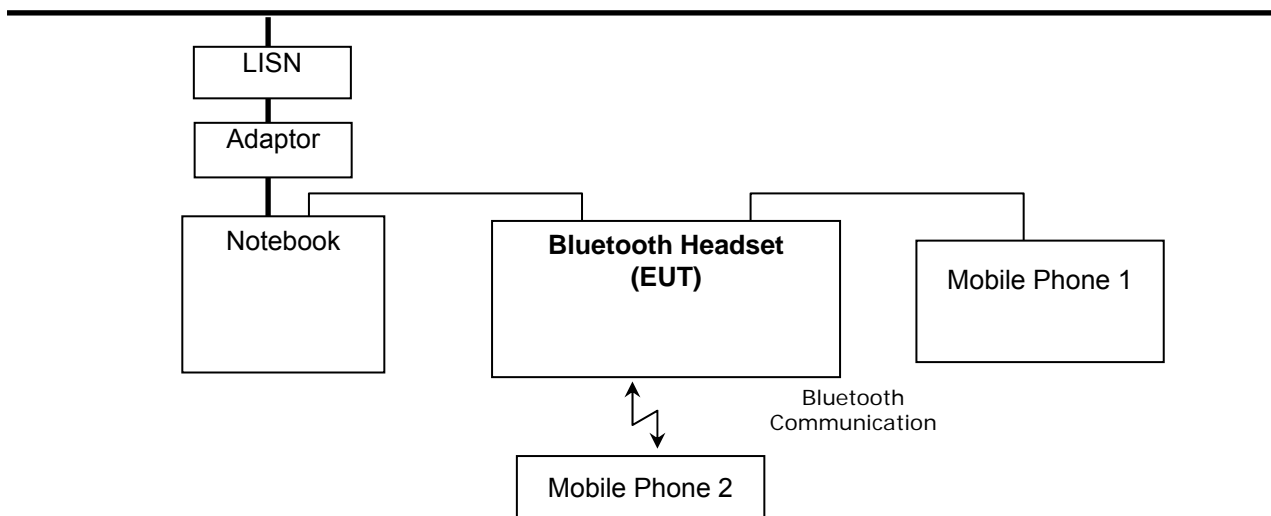 LISN
Adaptor
Notebook
Bluetooth Headset
(EUT)
Mobile Phone 1
Bluetooth
Communication
Mobile Phone 2